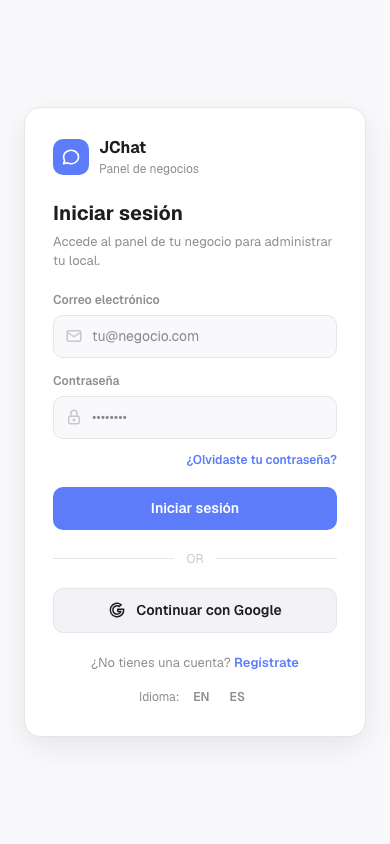 JChat
Panel de negocios
Iniciar sesión
Accede al panel de tu negocio para administrar
tu local.
Correo electrónico
tu@negocio.com
Contraseña
••••••••
¿Olvidaste tu contraseña?
Iniciar sesión
OR
Continuar con Google
¿No tienes una cuenta? Regístrate
Idioma: EN ES